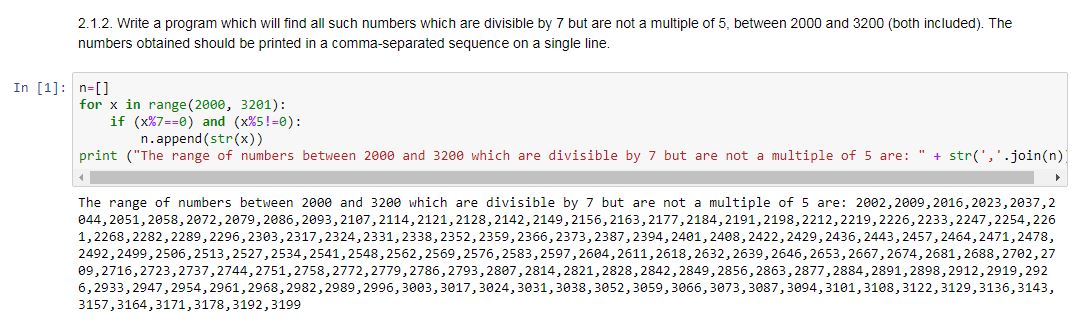 2.1.2. Write a program which will find all such numbers which are divisible by 7 but are not a multiple of 5, between 2000 and 3200 (both included). The
numbers obtained should be printed in a comma-separated sequence on a single line.
In [1]: n=[]
for x in range(2000, 3201):
    if (x%7==0) and (x%5!=0):
        n.append(str(x))
print ("The range of numbers between 2000 and 3200 which are divisible by 7 but are not a multiple of 5 are: " + str(','.join(n)
The range of numbers between 2000 and 3200 which are divisible by 7 but are not a multiple of 5 are: 2002,2009,2016,2023,2037,2
044,2051,2058,2072,2079,2086,2093,2107,2114,2121,2128,2142,2149,2156,2163,2177,2184,2191,2198,2212,2219,2226,2233,2247,2254,226
1,2268,2282,2289,2296,2303,2317,2324,2331,2338,2352,2359,2366,2373,2387,2394,2401,2408,2422,2429,2436,2443,2457,2464,2471,2478,
2492,2499,2506,2513,2527,2534,2541,2548,2562,2569,2576,2583,2597,2604,2611,2618,2632,2639,2646,2653,2667,2674,2681,2688,2702,27
09,2716,2723,2737,2744,2751,2758,2772,2779,2786,2793,2807,2814,2821,2828,2842,2849,2856,2863,2877,2884,2891,2898,2912,2919,292
6,2933,2947,2954,2961,2968,2982,2989,2996,3003,3017,3024,3031,3038,3052,3059,3066,3073,3087,3094,3101,3108,3122,3129,3136,3143,
3157,3164,3171,3178,3192,3199